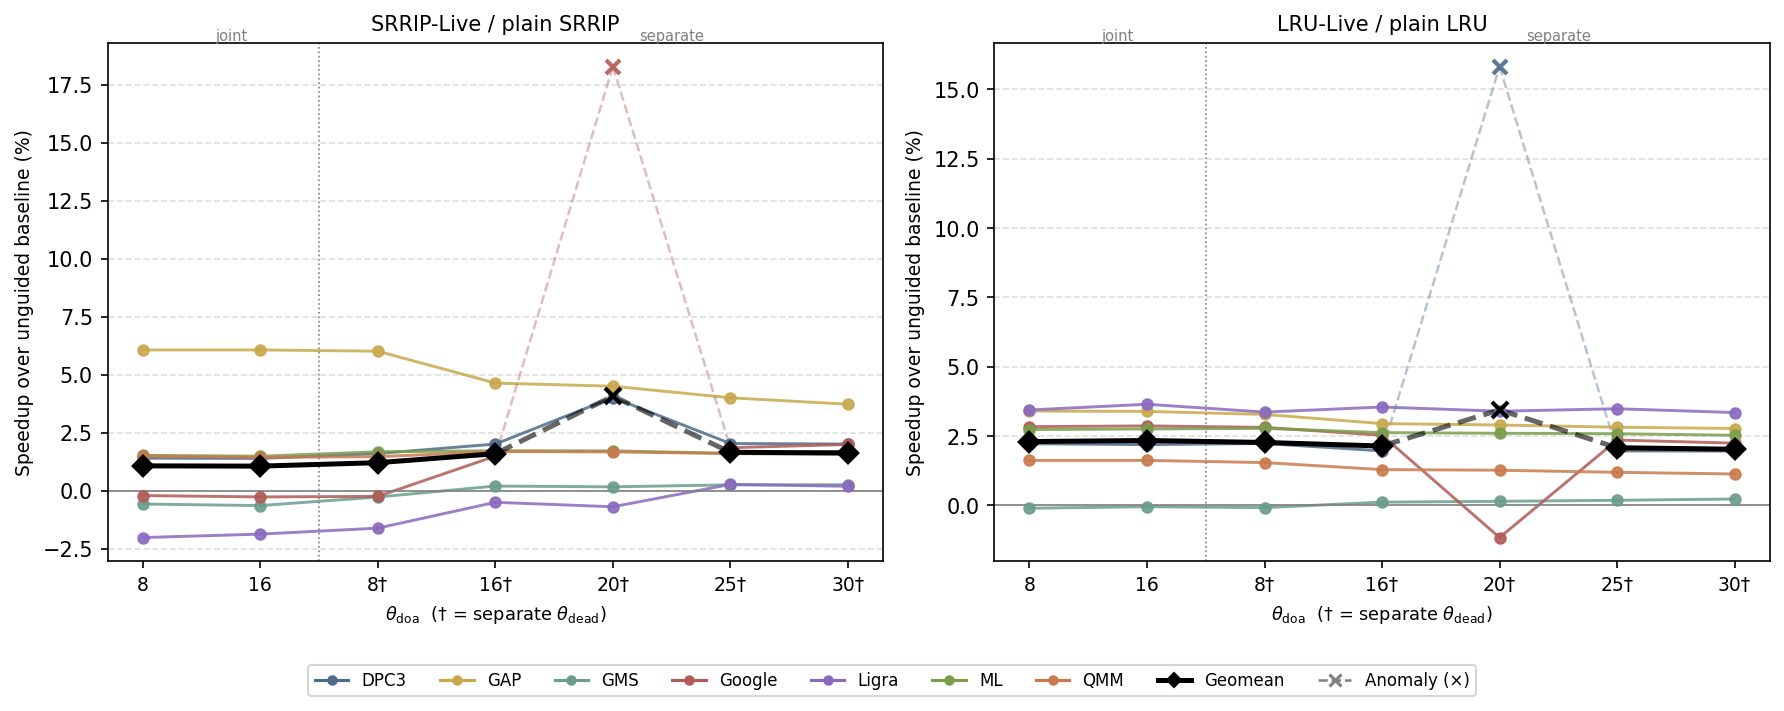 SRRIP-Live / plain SRRIP
joint
separate
Speedup over unguided baseline (%)
17.5
15.0
12.5
10.0
7.5
5.0
2.5
0.0
−2.5
8
16
8†
16†
20†
25†
30†
θdoa († = separate θdead)
LRU-Live / plain LRU
joint
separate
Speedup over unguided baseline (%)
15.0
12.5
10.0
7.5
5.0
2.5
0.0
8
16
8†
16†
20†
25†
30†
θdoa († = separate θdead)
DPC3
GAP
GMS
Google
Ligra
ML
QMM
Geomean
Anomaly (×)